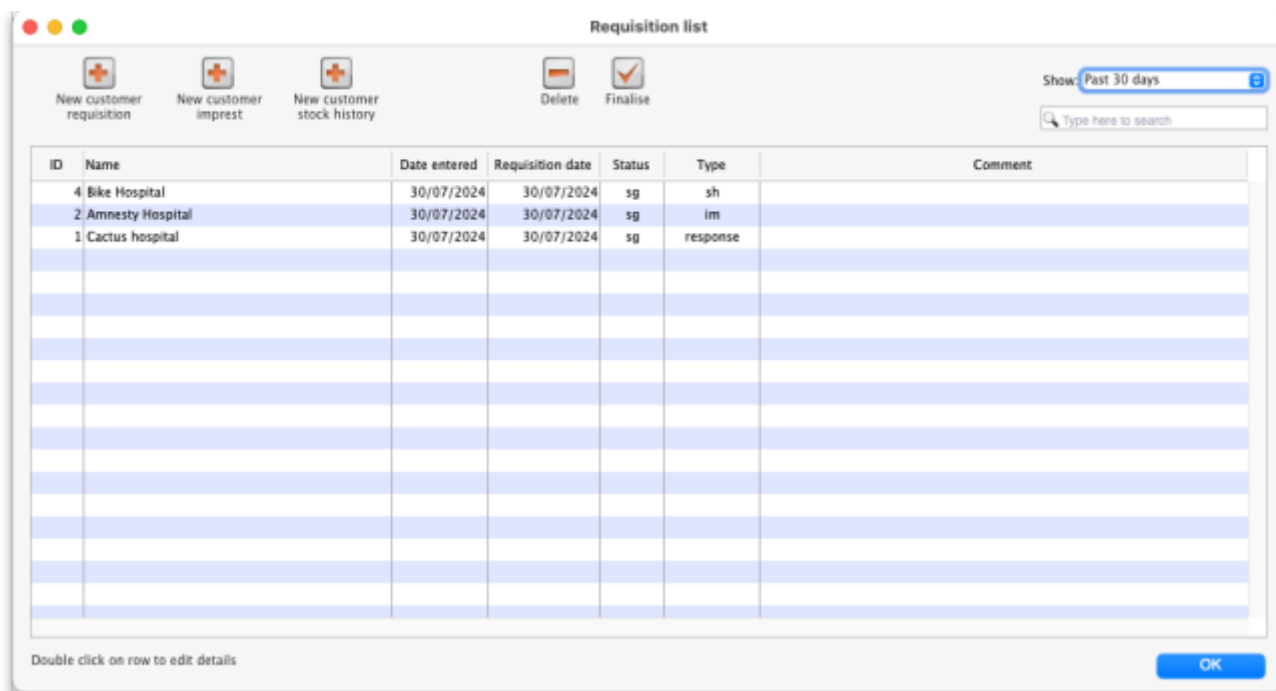 Requisition list
New customer requisition
New customer imprest
New customer stock history
Delete
Finalise
Show: Past 30 days
Type here to search
ID Name Date entered Requisition date Status Type Comment
4 Bike Hospital 30/07/2024 30/07/2024 sg sh
2 Amnesty Hospital 30/07/2024 30/07/2024 sg im
1 Cactus hospital 30/07/2024 30/07/2024 sg response
Double click on row to edit details
OK